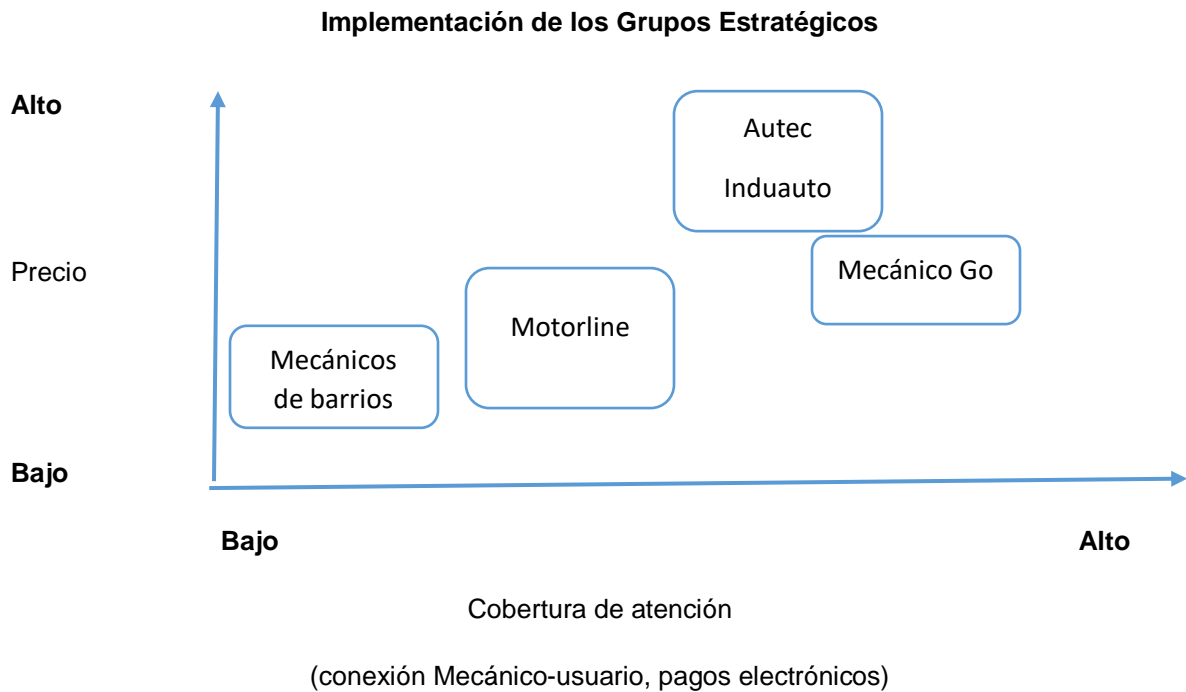 Implementación de los Grupos Estratégicos
Alto
Autec
Induauto
Precio
Mecánico Go
Motorline
Mecánicos
de barrios
Bajo
Bajo
Alto
Cobertura de atención
(conexión Mecánico-usuario, pagos electrónicos)